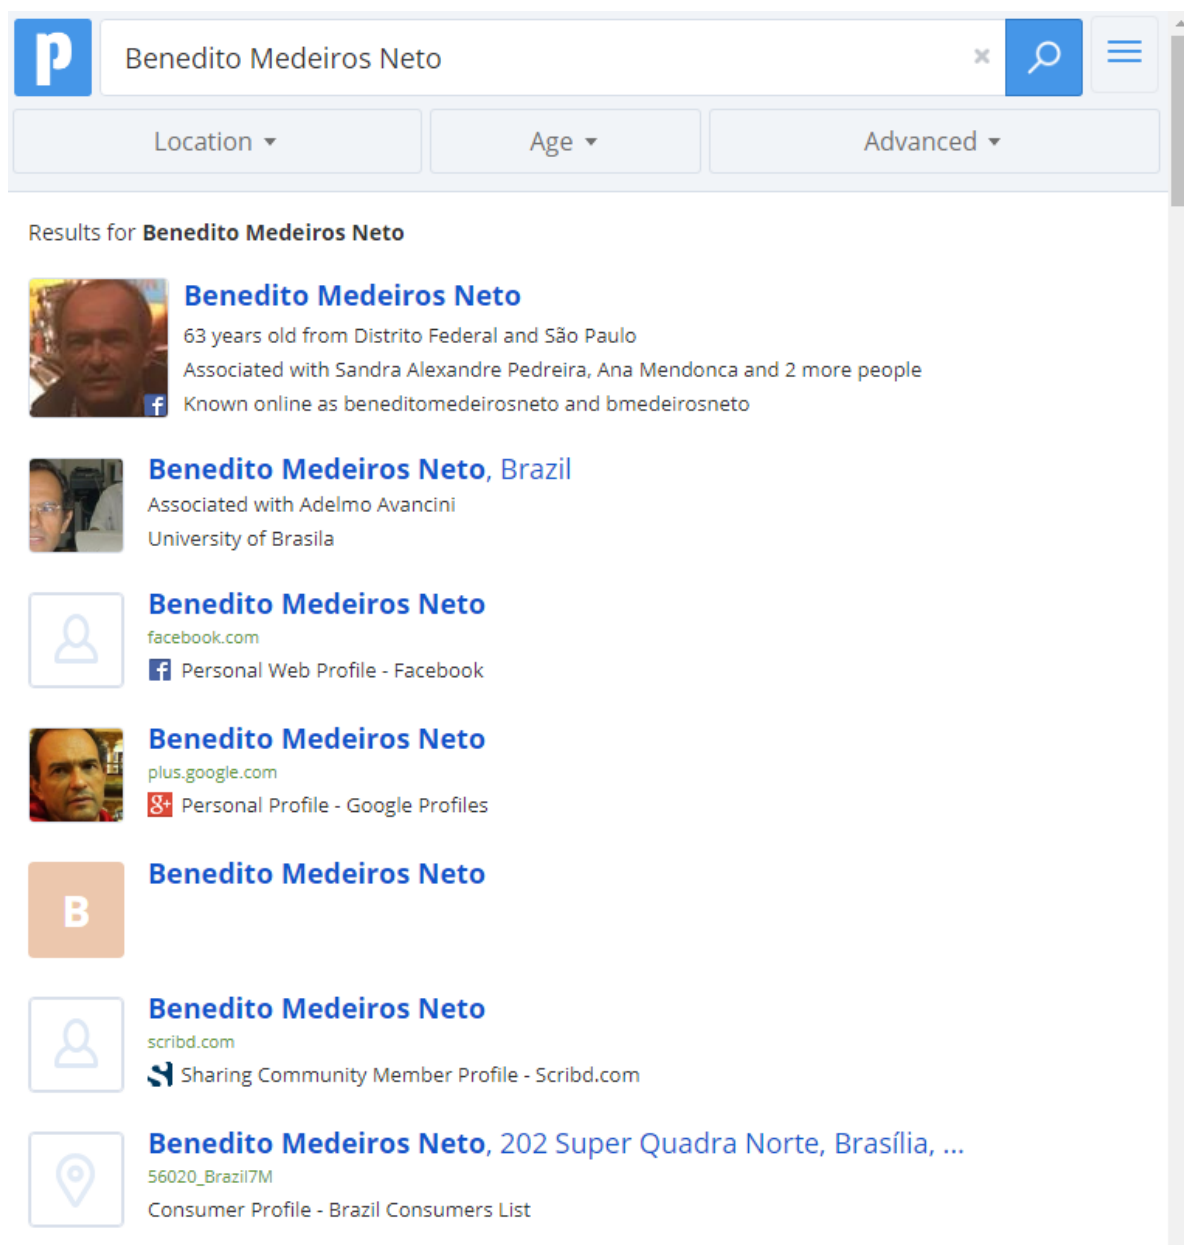 p
Benedito Medeiros Neto
Location
Age
Advanced
Results for Benedito Medeiros Neto
Benedito Medeiros Neto
63 years old from Distrito Federal and São Paulo
Associated with Sandra Alexandre Pedreira, Ana Mendonca and 2 more people
f Known online as beneditomedeirosneto and bmedeirosneto
Benedito Medeiros Neto, Brazil
Associated with Adelmo Avancini
University of Brasila
Benedito Medeiros Neto
facebook.com
f Personal Web Profile - Facebook
Benedito Medeiros Neto
plus.google.com
g+ Personal Profile - Google Profiles
Benedito Medeiros Neto
B
Benedito Medeiros Neto
scribd.com
Sharing Community Member Profile - Scribd.com
Benedito Medeiros Neto, 202 Super Quadra Norte, Brasília, ...
56020_Brazil7M
Consumer Profile - Brazil Consumers List